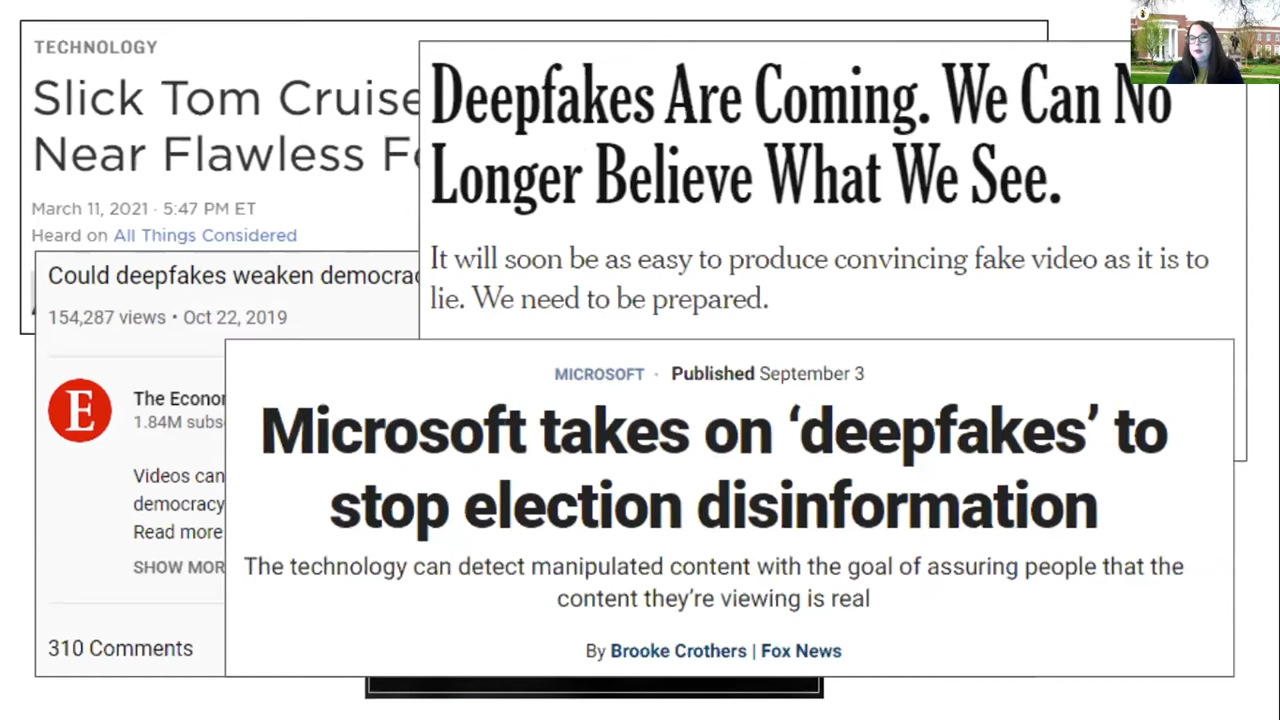 TECHNOLOGY
Slick Tom Cruise
Near Flawless
March 11, 2021 · 5:47 PM ET
Heard on All Things Considered
Deepfakes Are Coming. We Can No
Longer Believe What We See.
It will soon be as easy to produce convincing fake video as it is to
lie. We need to be prepared.
Could deepfakes weaken
154,287 views • Oct 22, 2019
E
The
1.84M
Videos can
democracy
Read more
SHOW
310 Comments
MICROSOFT · Published September 3
Microsoft takes on ‘deepfakes’ to
stop election disinformation
The technology can detect manipulated content with the goal of assuring people that the
content they’re viewing is real
By Brooke Crothers | Fox News